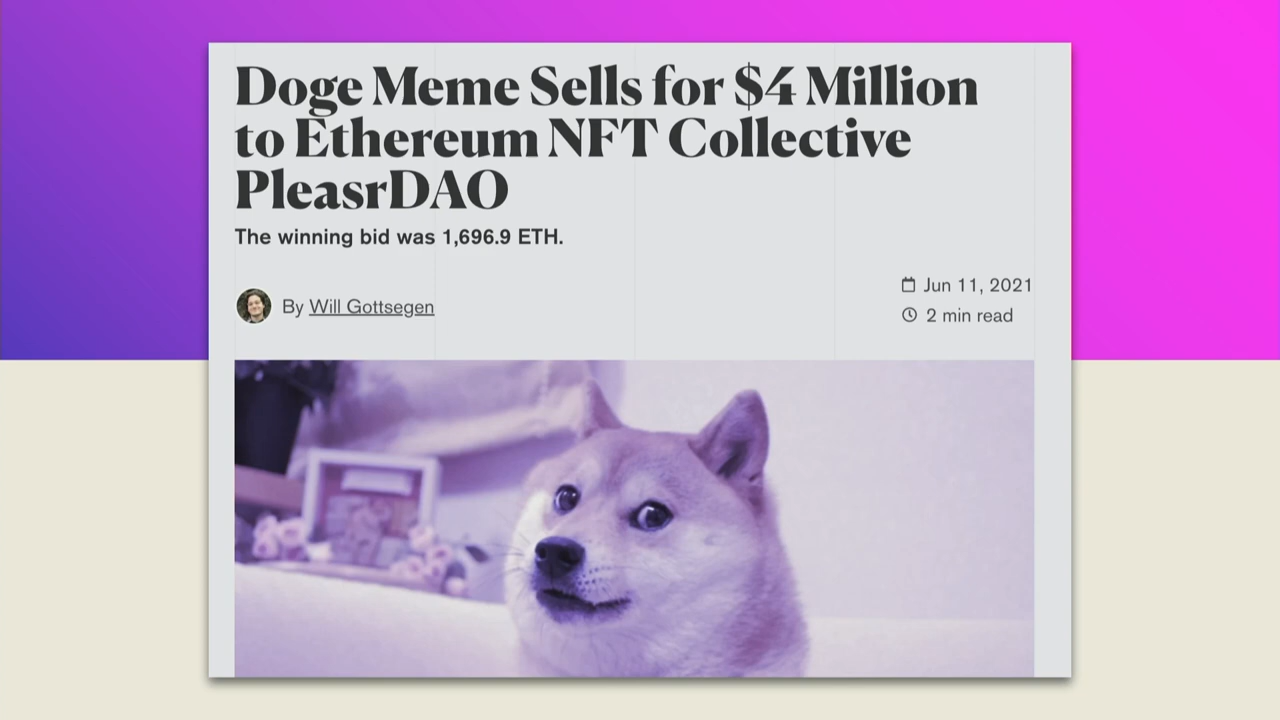 Doge Meme Sells for $4 Million
to Ethereum NFT Collective
PleasrDAO
The winning bid was 1,696.9 ETH.
By Will Gottsegen
Jun 11, 2021
2 min read